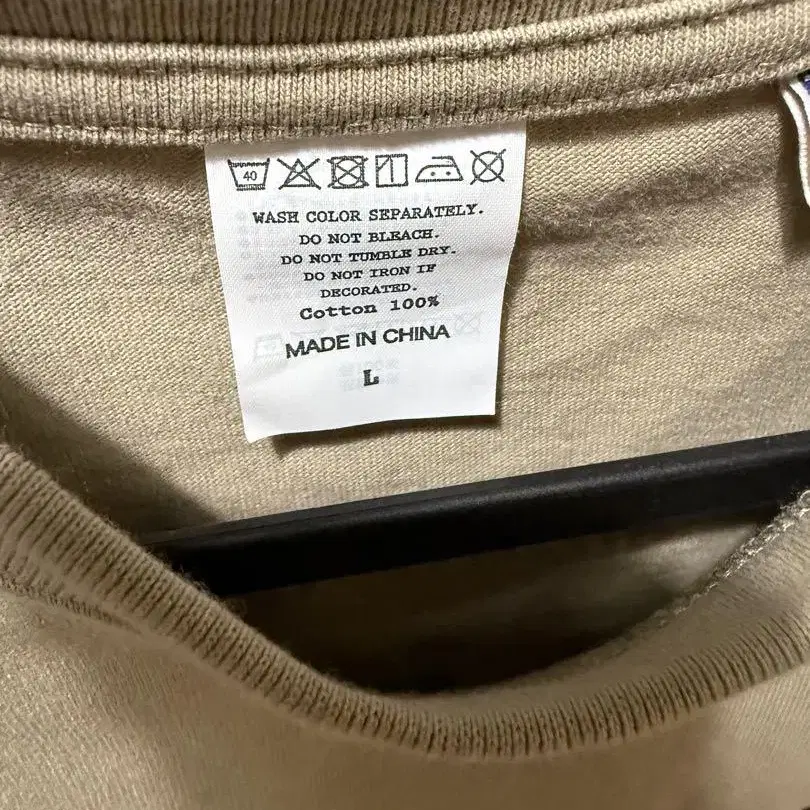 40
WASH COLOR SEPARATELY.
DO NOT BLEACH.
DO NOT TUMBLE DRY.
DO NOT IRON IF
DECORATED.
Cotton 100%
MADE IN CHINA
L